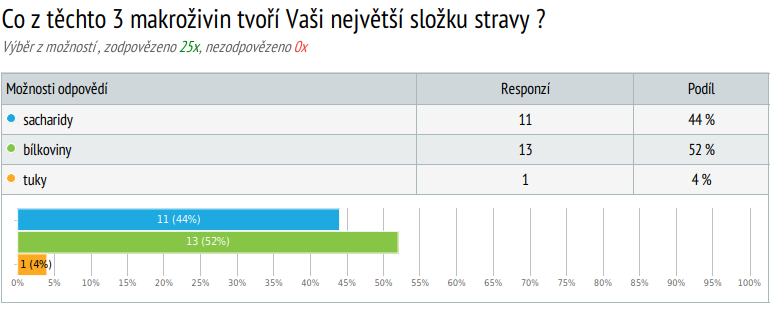 Co z těchto 3 makroživin tvoří Vaši největší složku stravy ?
Výběr z možností , zodpovězeno 25x, nezodpovězeno 0x
Možnosti odpovědí Responzí Podíl
sacharidy 11 44 %
bílkoviny 13 52 %
tuky 1 4 %
11 (44%)
13 (52%)
1 (4%)
0% 5% 10% 15% 20% 25% 30% 35% 40% 45% 50% 55% 60% 65% 70% 75% 80% 85% 90% 95% 100%